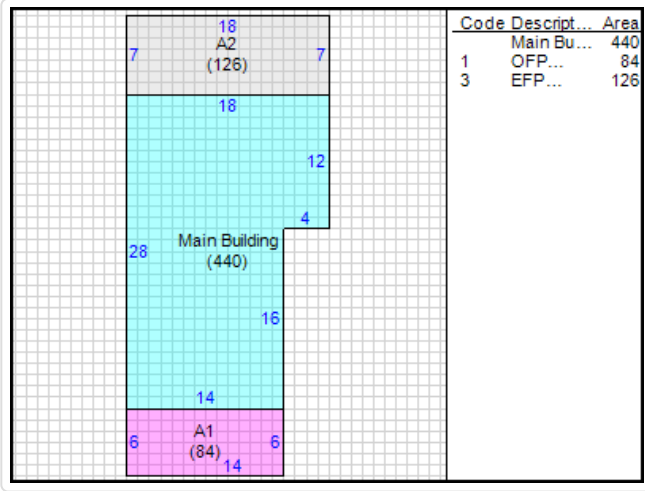 18
A2
7 7
(126)
18
12
4
Main Building
28
(440)
16
14
A1
6 6
(84)
14
Code Descript... Area
Main Bu... 440
1 OFP... 84
3 EFP... 126